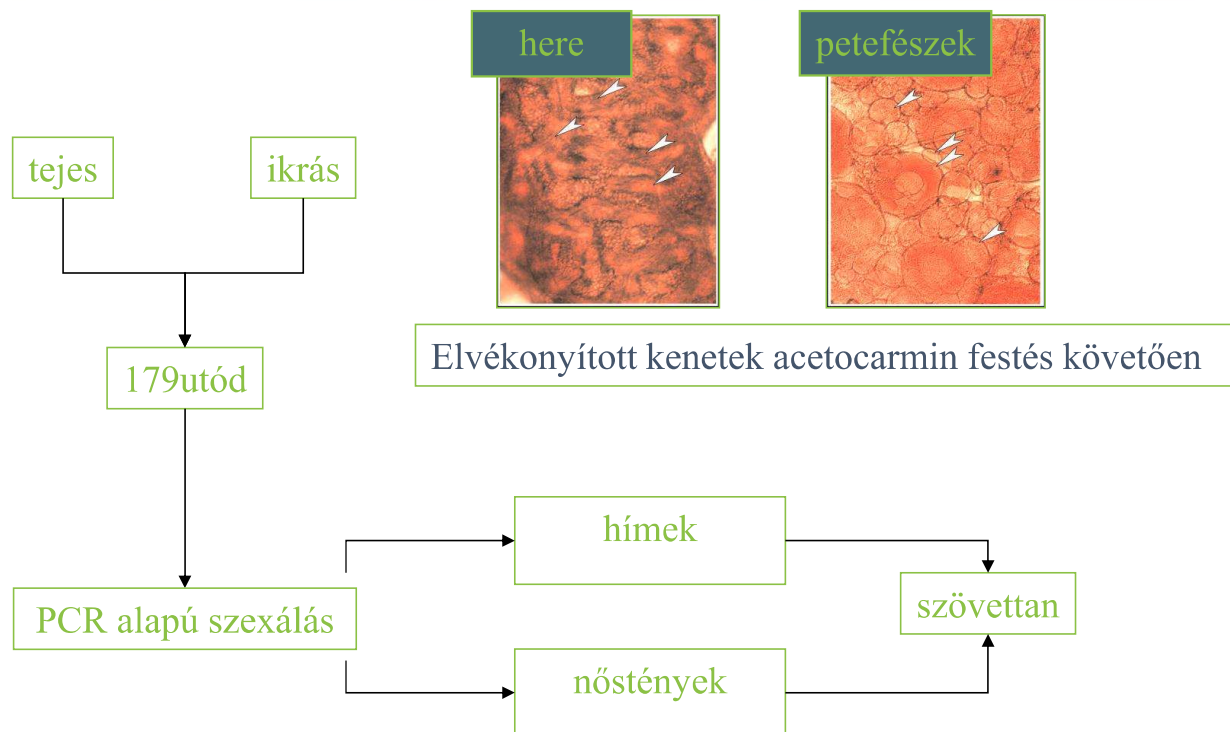 here
petefészek
tejes
ikrás
Elvékonyított kenetek acetocarmin festés követően
179utód
hímek
PCR alapú szexálás
szövettan
nőstények